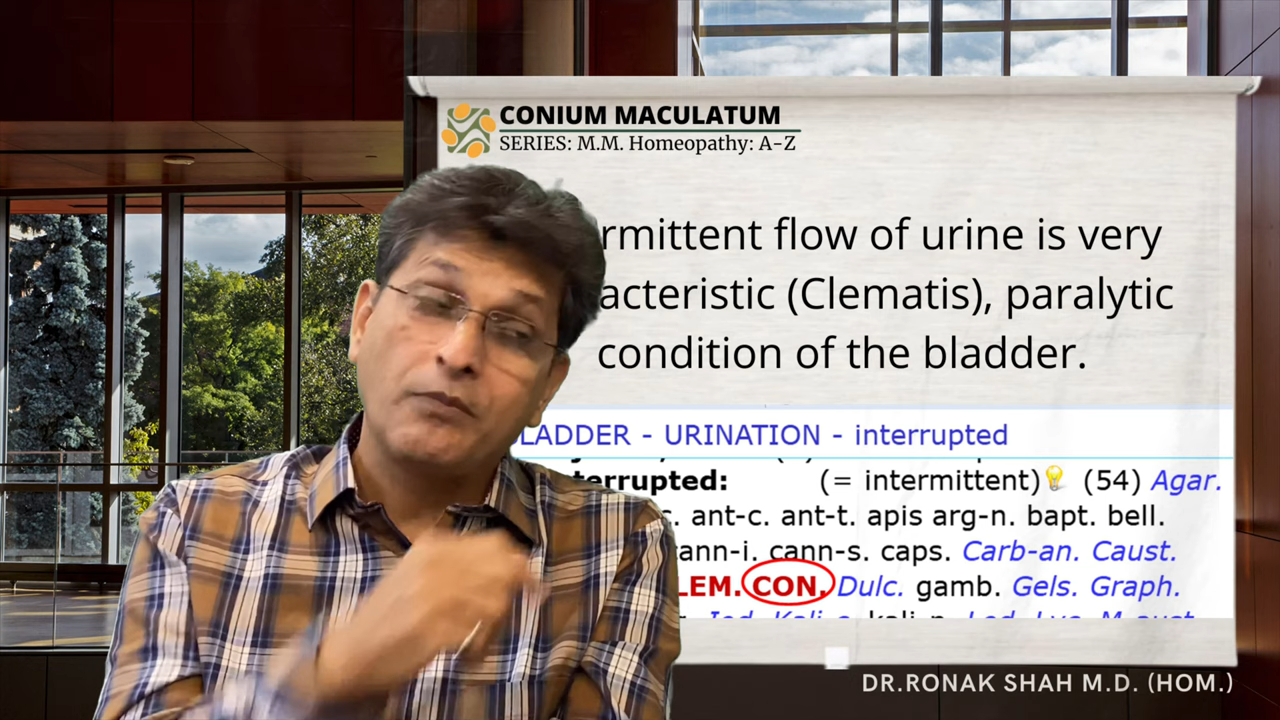 CONIUM MACULATUM
SERIES: M.M. Homeopathy: A-Z
rmittent flow of urine is very
acteristic (Clematis), paralytic
condition of the bladder.
LADDER - URINATION - interrupted
terrupted: (= intermittent) (54) Agar.
c. ant-c. ant-t. apis arg-n. bapt. bell.
cann-i. cann-s. caps. Carb-an. Caust.
LEM. CON. Dulc. gamb. Gels. Graph.
DR.RONAK SHAH M.D. (HOM.)